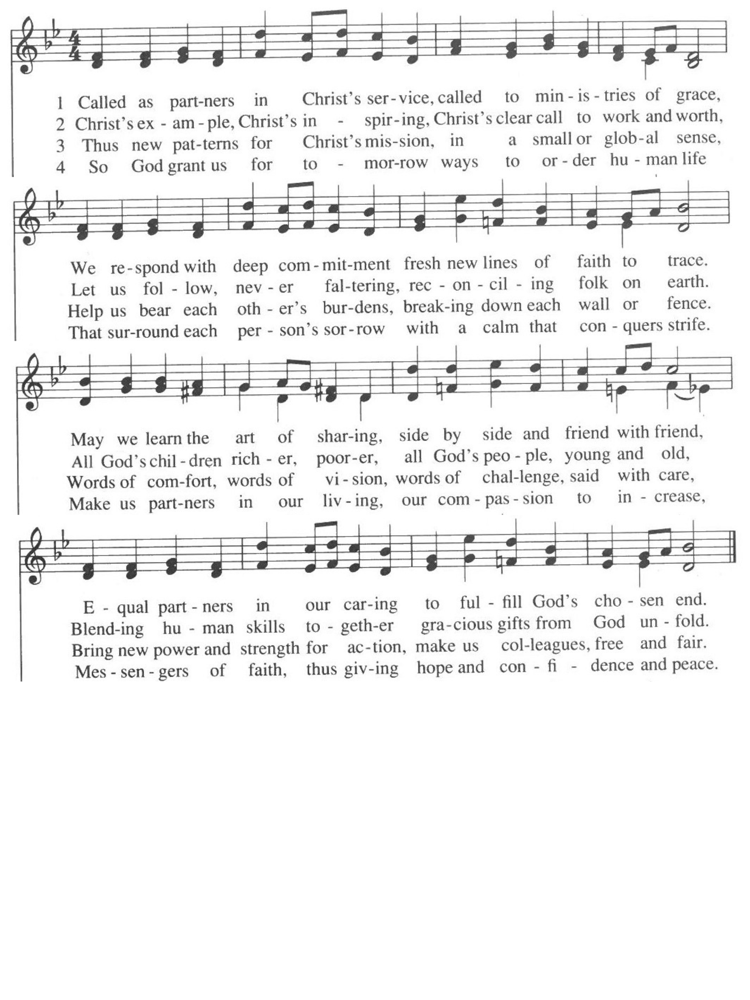 1 Called as part-ners in Christ's ser-vice, called to min-is-tries of grace,
2 Christ's ex-am-ple, Christ's in - spir-ing, Christ's clear call to work and worth,
3 Thus new pat-terns for Christ's mis-sion, in a small or glob-al sense,
4 So God grant us for to - mor-row ways to or-der hu-man life
We re-spond with deep com-mit-ment fresh new lines of faith to trace.
Let us fol-low, nev-er fal-tering, rec-on-cil-ing folk on earth.
Help us bear each oth-er's bur-dens, break-ing down each wall or fence.
That sur-round each per-son's sor-row with a calm that con-quers strife.
May we learn the art of shar-ing, side by side and friend with friend,
All God's chil-dren rich-er, poor-er, all God's peo-ple, young and old,
Words of com-fort, words of vi-sion, words of chal-lenge, said with care,
Make us part-ners in our liv-ing, our com-pas-sion to in-crease,
E-qual part-ners in our car-ing to ful-fill God's cho-sen end.
Blend-ing hu-man skills to-geth-er gra-cious gifts from God un-fold.
Bring new power and strength for ac-tion, make us col-leagues, free and fair.
Mes-sen-gers of faith, thus giv-ing hope and con-fi-dence and peace.